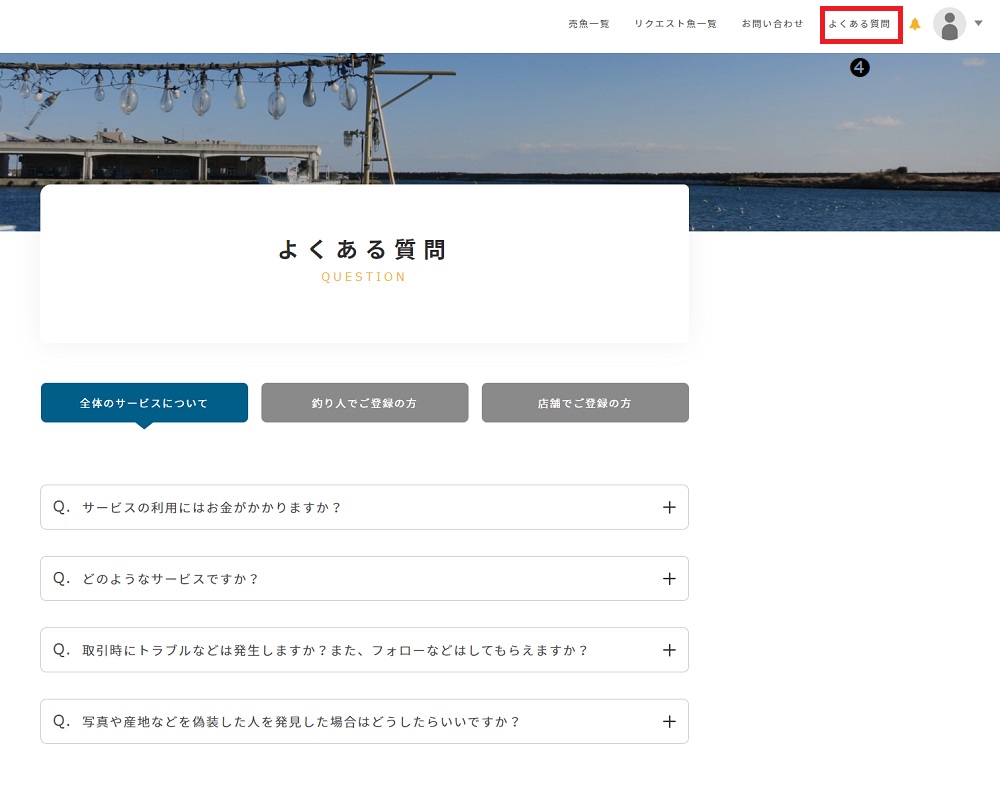 売魚一覧 リクエスト魚一覧 お問い合わせ よくある質問
4
よくある質問
QUESTION
全体のサービスについて 釣り人でご登録の方 店舗でご登録の方
Q. サービスの利用にはお金がかかりますか？
Q. どのようなサービスですか？
Q. 取引時にトラブルなどは発生しますか？また、フォローなどはしてもらえますか？
Q. 写真や産地などを偽装した人を発見した場合はどうしたらいいですか？